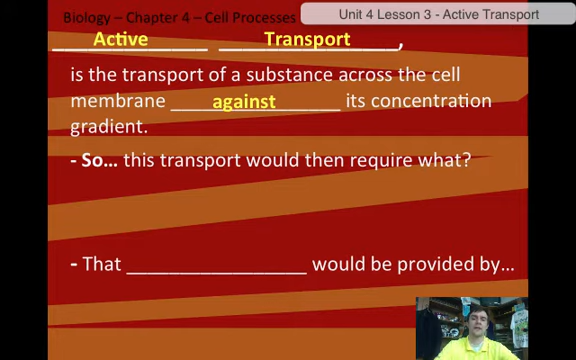 Biology – Chapter 4 – Cell Processes
Unit 4 Lesson 3 - Active Transport
Active Transport,
is the transport of a substance across the cell
membrane against its concentration
gradient.
- So… this transport would then require what?
- That ________________ would be provided by…